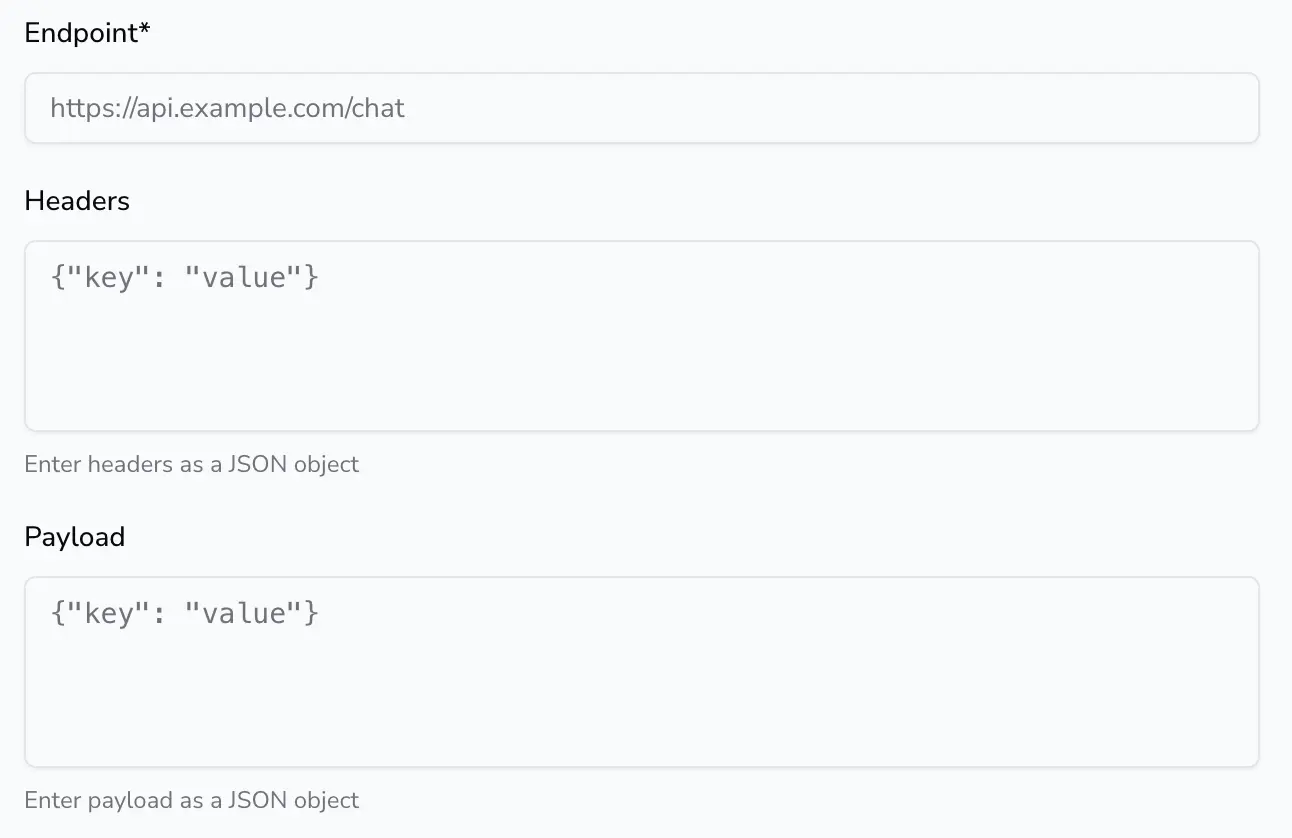 Endpoint*
https://api.example.com/chat
Headers
{"key": "value"}
Enter headers as a JSON object
Payload
{"key": "value"}
Enter payload as a JSON object